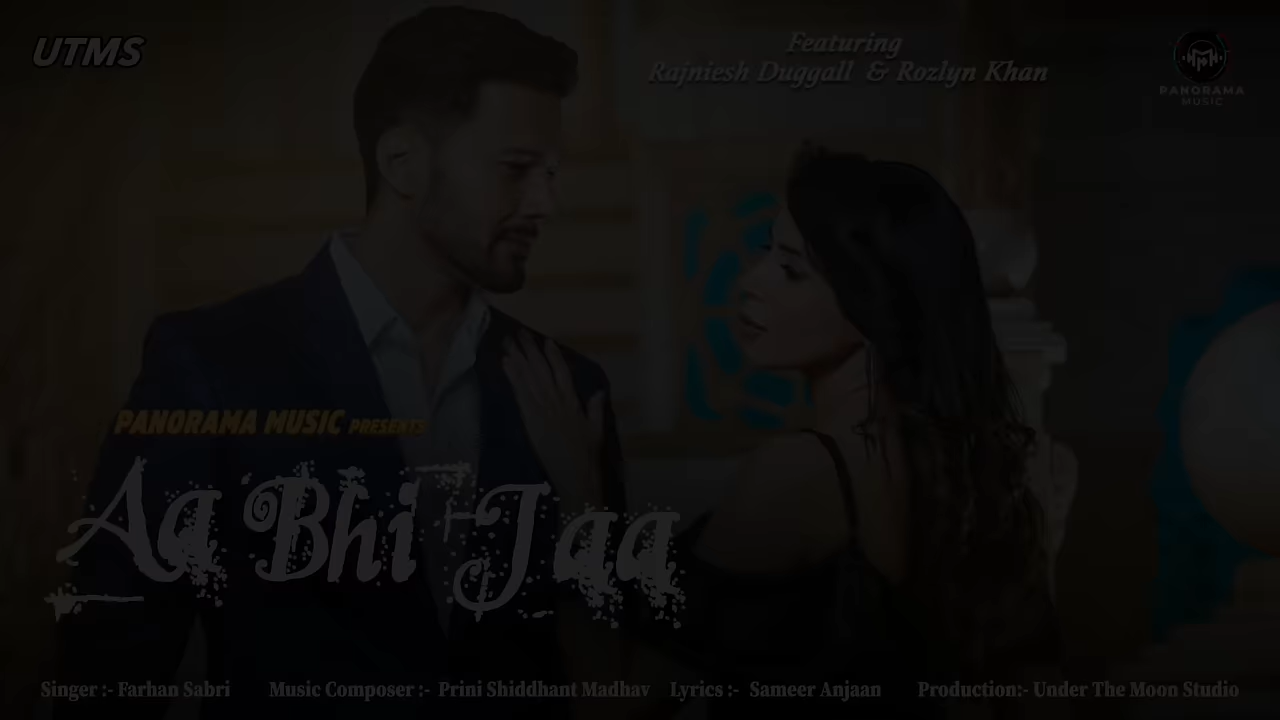 UTMS
Featuring
Rajniesh Duggall & Rozlyn Khan
PANORAMA
MUSIC
PANORAMA MUSIC PRESENTS
Aa Bhi Jaa
Singer :- Farhan Sabri Music Composer :- Prini Shiddhant Madhav Lyrics :- Sameer Anjaan Production:- Under The Moon Studio